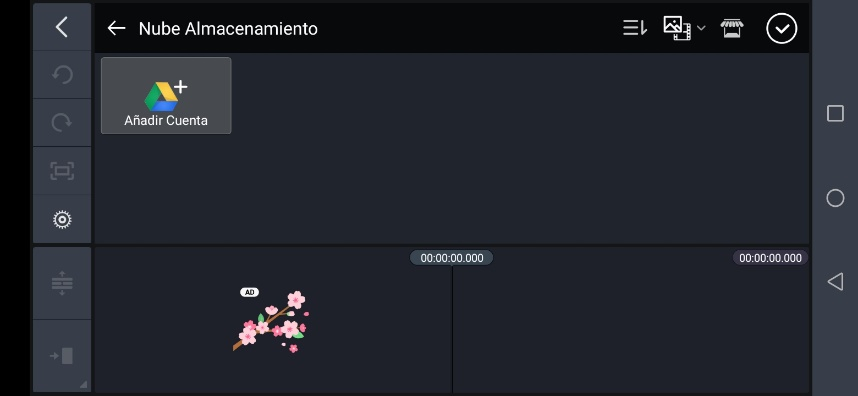 Nube Almacenamiento
Añadir Cuenta
00:00:00.000
00:00:00.000
AD